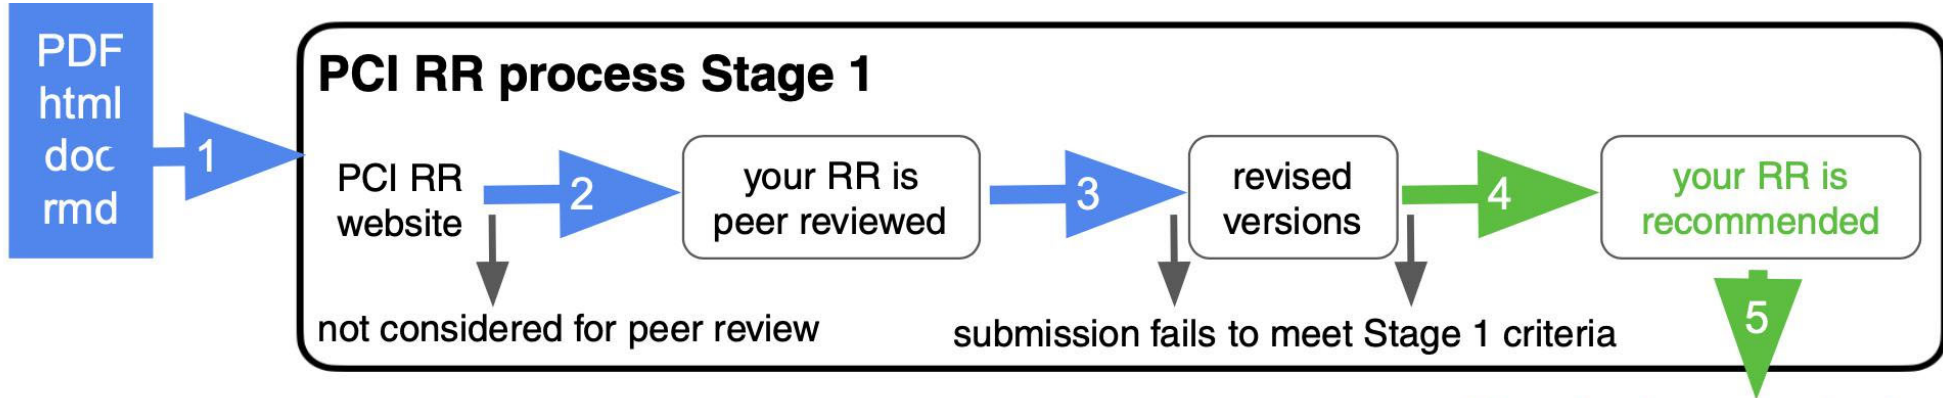 PDF
html
doc
rmd
1
PCI RR process Stage 1
PCI RR
website
2
your RR is
peer reviewed
3
revised
versions
4
your RR is
recommended
not considered for peer review
submission fails to meet Stage 1 criteria
5